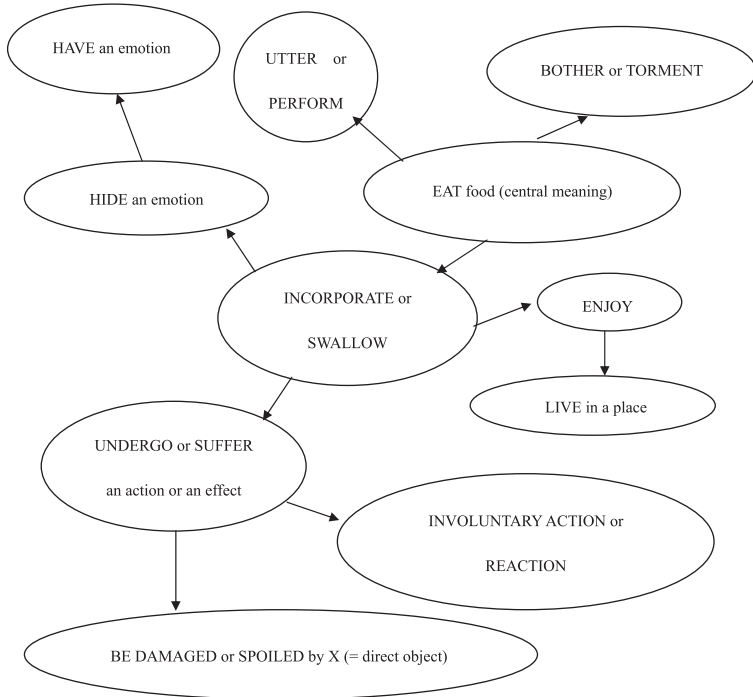 HAVE an emotion
UTTER or
PERFORM
BOTHER or TORMENT
HIDE an emotion
EAT food (central meaning)
INCORPORATE or
SWALLOW
ENJOY
LIVE in a place
UNDERGO or SUFFER
an action or an effect
INVOLUNTARY ACTION or
REACTION
BE DAMAGED or SPOILED by X (= direct object)